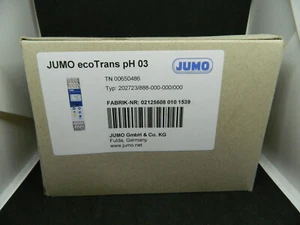 JUMO ecoTrans pH 03
JUMO
TN 00650486
Typ: 202723/888-000-000/000
FABRIK-NR: 02125608 010 1539
JUMO GmbH & Co. KG
Fulda, Germany
www.jumo.net